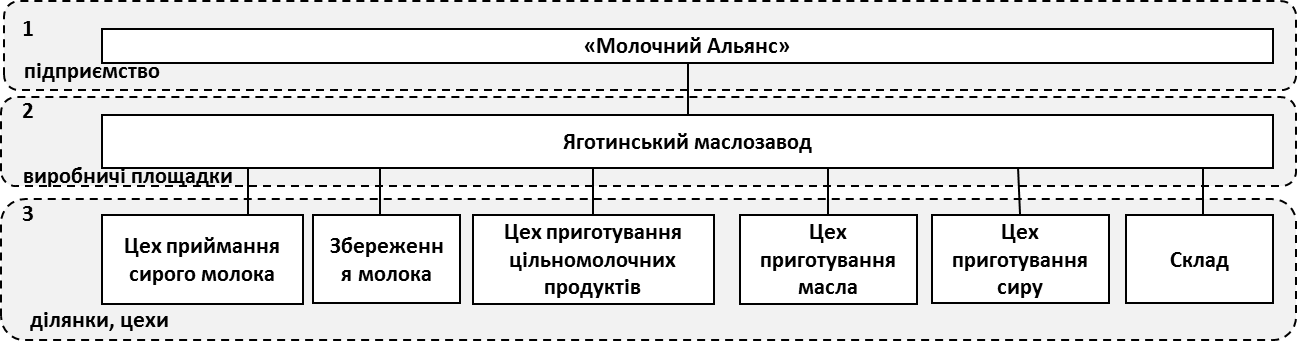 1
«Молочний Альянс»
підприємство
2
Яготинський маслозавод
виробничі площадки
3
Цех приймання
сирого молока
Збереженн
я молока
Цех приготування
цільномолочних
продуктів
Цех
приготування
масла
Цех
приготування
сиру
Склад
ділянки, цехи